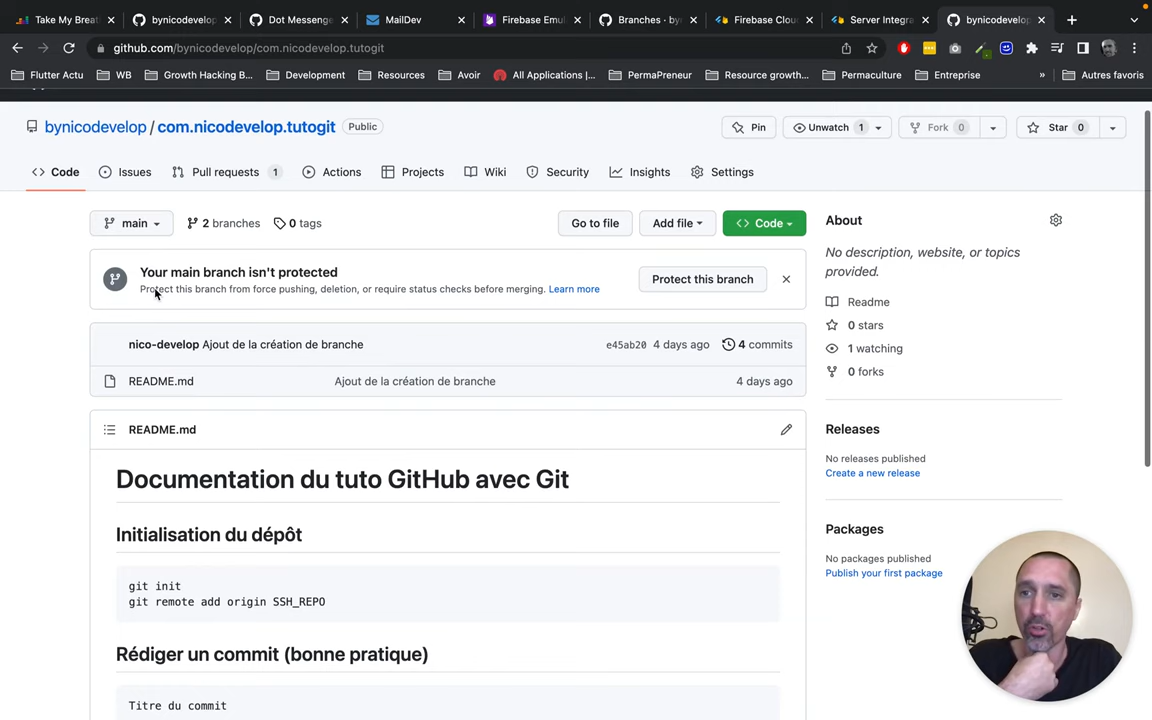 Take My Branc
bynicodevelop
Dot Messenge
MailDev
Firebase Emul
Branches · by
Firebase Clou
Server Integra
bynicodevelop
github.com/bynicodevelop/com.nicodevelop.tutogit
Flutter Actu
WB
Growth Hacking B...
Development
Resources
Avoir
All Applications |...
PermaPreneur
Resource growth...
Permaculture
Entreprise
»
Autres favoris
bynicodevelop / com.nicodevelop.tutogit
Public
Pin
Unwatch 1
Fork 0
Star 0
Code
Issues
Pull requests 1
Actions
Projects
Wiki
Security
Insights
Settings
main
2 branches
0 tags
Go to file
Add file
Code
Your main branch isn't protected
Protect this branch from force pushing, deletion, or require status checks before merging. Learn more
Protect this branch
nico-develop Ajout de la création de branche
e45ab20 4 days ago
4 commits
README.md
Ajout de la création de branche
4 days ago
README.md
Documentation du tuto GitHub avec Git
Initialisation du dépôt
git init
git remote add origin SSH_REPO
Rédiger un commit (bonne pratique)
Titre du commit
About
No description, website, or topics
provided.
Readme
0 stars
1 watching
0 forks
Releases
No releases published
Create a new release
Packages
No packages published
Publish your first package